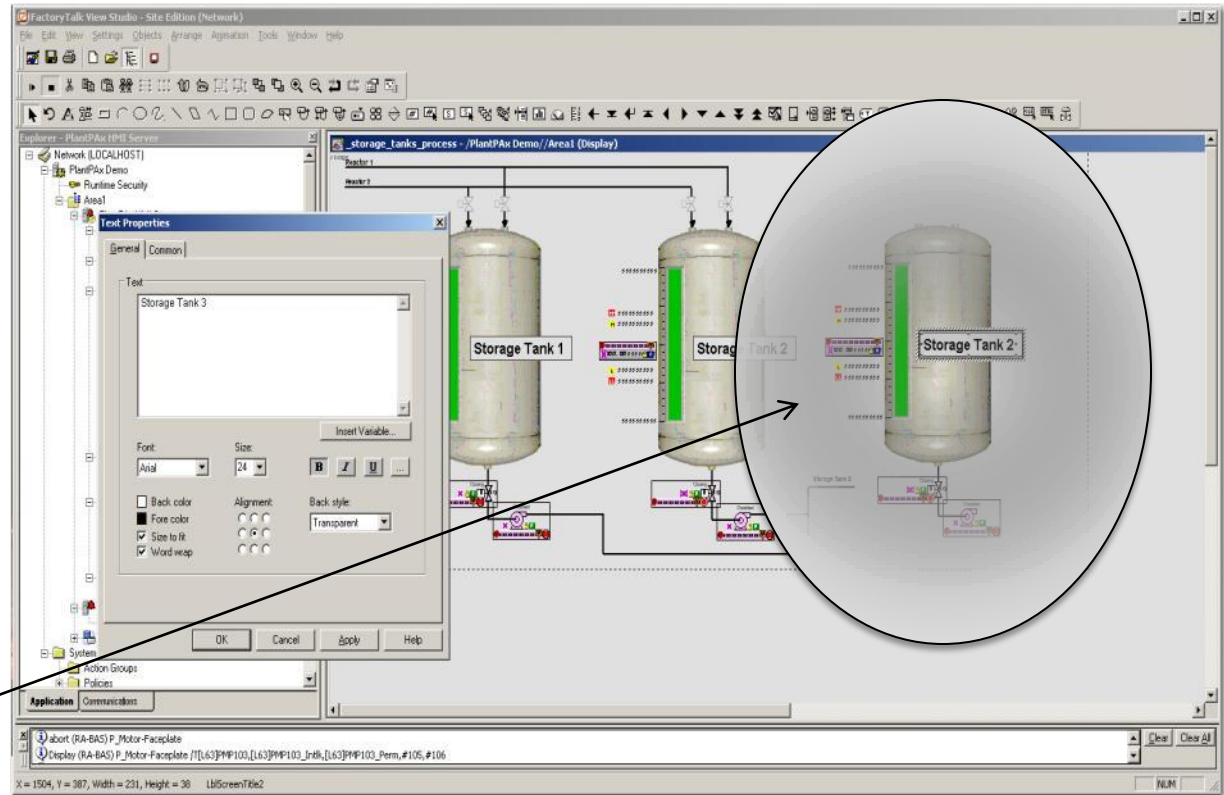 FactoryTalk View Studio - Site Edition (Network)
File Edit View Settings Objects Arrange Animation Tools Window Help
Explorer - PlantPAx HMI Server
_storage_tanks_process - /PlantPAx Demo//Area1 (Display)
Network (LOCALHOST)
PlantPAx Demo
Runtime Security
Area1
Reactor 1
Reactor 2
Text Properties
General Common
Text
Storage Tank 3
Insert Variable...
Font: Size:
Arial 24 B I U ...
Back color Alignment: Back style:
Fore color Transparent
Size to fit
Word wrap
OK Cancel Apply Help
Storage Tank 1
Storage Tank 2
Storage Tank 2
Storage Tank 3
System
Action Groups
Policies
Application Communications
abort (RA-BAS) P_Motor-Faceplate
Display (RA-BAS) P_Motor-Faceplate /T[L63]PMP103,[L63]PMP103_Intlk,[L63]PMP103_Perm,#105,#106
Clear Clear All
X = 1504, Y = 387, Width = 231, Height = 38 LblScreenTitle2
NUM